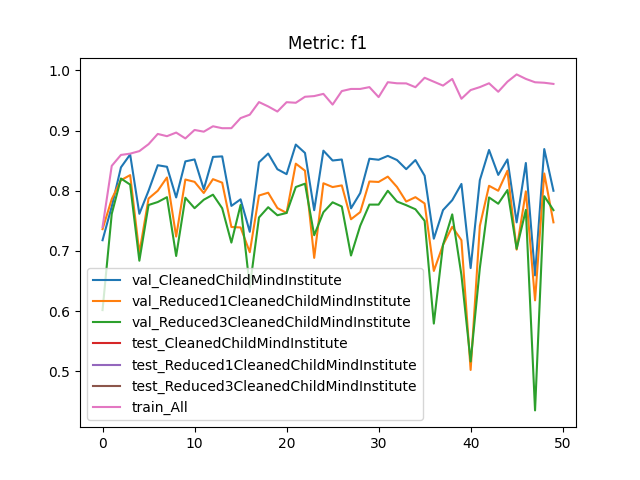 Metric: f1
1.0
0.9
0.8
0.7
0.6
0.5
val_CleanedChildMindInstitute
val_Reduced1CleanedChildMindInstitute
val_Reduced3CleanedChildMindInstitute
test_CleanedChildMindInstitute
test_Reduced1CleanedChildMindInstitute
test_Reduced3CleanedChildMindInstitute
train_All
0 10 20 30 40 50